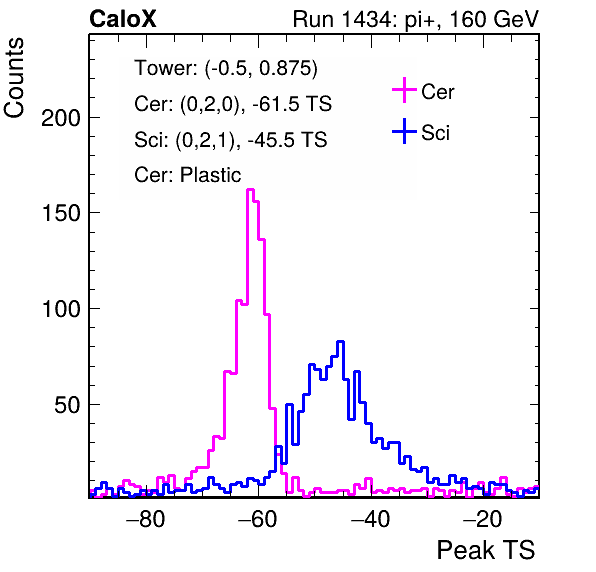 CaloX Run 1434: pi+, 160 GeV
Counts
Tower: (-0.5, 0.875)
Cer: (0,2,0), -61.5 TS
Sci: (0,2,1), -45.5 TS
Cer: Plastic
Cer
Sci
200
150
100
50
−80 −60 −40 −20
Peak TS